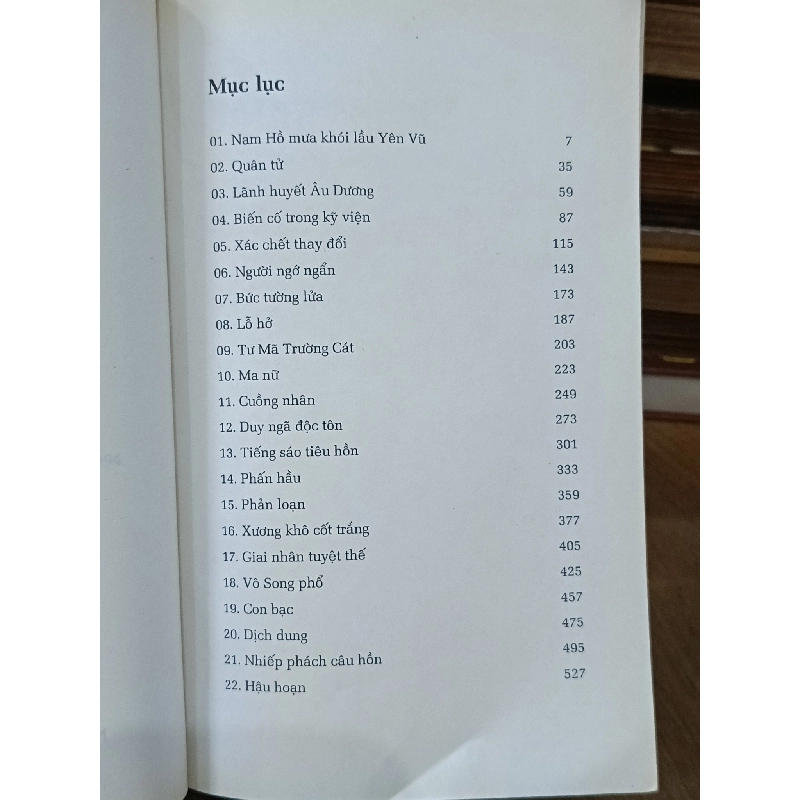 Mục lục
01. Nam Hồ mưa khói lầu Yên Vũ 7
02. Quân tử 35
03. Lãnh huyết Âu Dương 59
04. Biến cố trong kỹ viện 87
05. Xác chết thay đổi 115
06. Người ngớ ngẩn 143
07. Bức tường lửa 173
08. Lỗ hở 187
09. Tư Mã Trường Cát 203
10. Ma nữ 223
11. Cuồng nhân 249
12. Duy ngã độc tôn 273
13. Tiếng sáo tiêu hồn 301
14. Phấn hầu 333
15. Phản loạn 359
16. Xương khô cốt trắng 377
17. Giai nhân tuyệt thế 405
18. Vô Song phổ 425
19. Con bạc 457
20. Dịch dung 475
21. Nhiếp phách câu hồn 495
22. Hậu hoạn 527